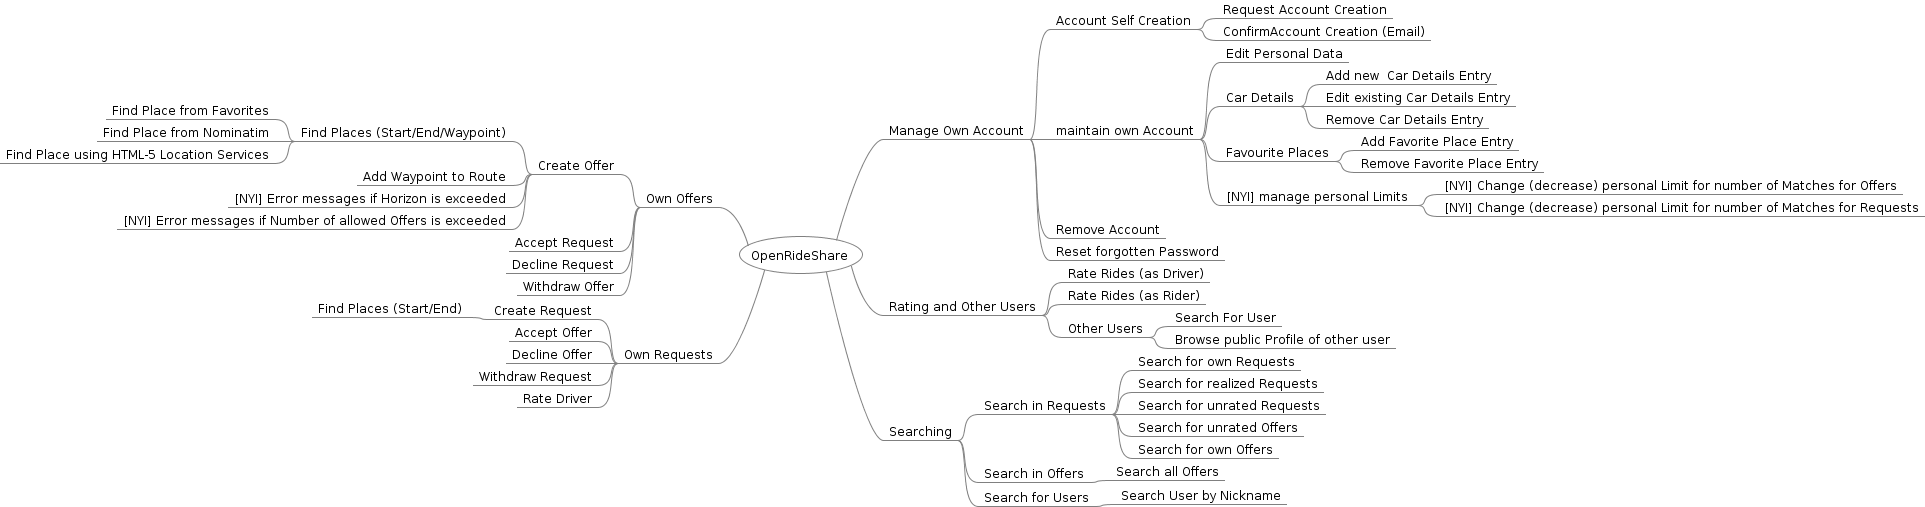 OpenRideShare
Manage Own Account
Account Self Creation
Request Account Creation
ConfirmAccount Creation (Email)
maintain own Account
Edit Personal Data
Car Details
Add new  Car Details Entry
Edit existing Car Details Entry
Remove Car Details Entry
Favourite Places
Add Favorite Place Entry
Remove Favorite Place Entry
[NYI] manage personal Limits
[NYI] Change (decrease) personal Limit for number of Matches for Offers
[NYI] Change (decrease) personal Limit for number of Matches for Requests
Remove Account
Reset forgotten Password
Rating and Other Users
Rate Rides (as Driver)
Rate Rides (as Rider)
Other Users
Search For User
Browse public Profile of other user
Searching
Search in Requests
Search for own Requests
Search for realized Requests
Search for unrated Requests
Search for unrated Offers
Search for own Offers
Search in Offers
Search all Offers
Search for Users
Search User by Nickname
Own Offers
Create Offer
Find Places (Start/End/Waypoint)
Find Place from Favorites
Find Place from Nominatim
Find Place using HTML-5 Location Services
Add Waypoint to Route
[NYI] Error messages if Horizon is exceeded
[NYI] Error messages if Number of allowed Offers is exceeded
Accept Request
Decline Request
Withdraw Offer
Own Requests
Create Request
Find Places (Start/End)
Accept Offer
Decline Offer
Withdraw Request
Rate Driver